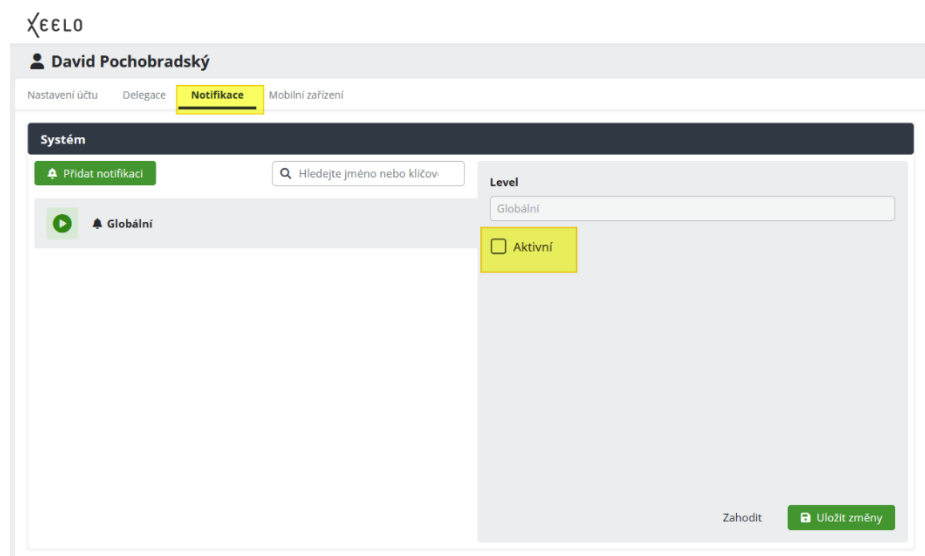 XEELO
David Pochobradský
Nastavení účtu Delegace Notifikace Mobilní zařízení
Systém
Přidat notifikaci
Hledejte jméno nebo klíčov
Globální
Level
Globální
Aktivní
Zahodit
Uložit změny